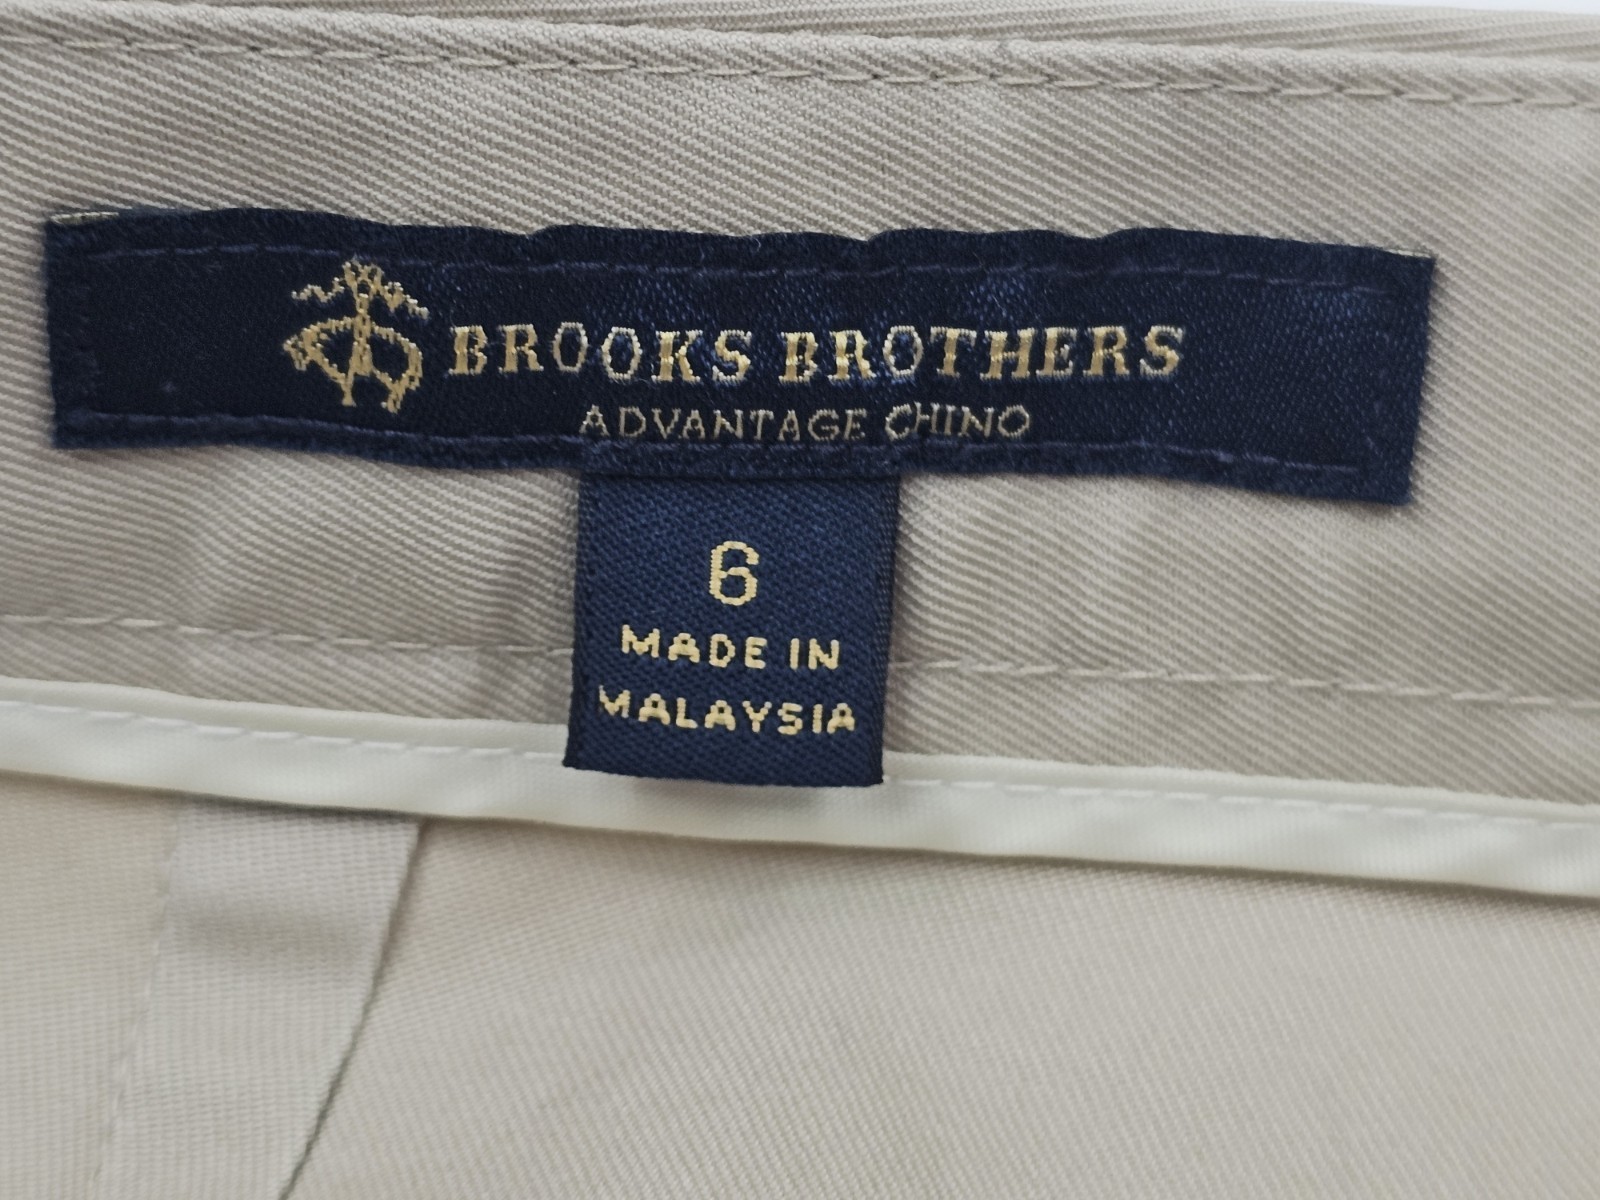 BROOKS BROTHERS
ADVANTAGE CHINO
6
MADE IN
MALAYSIA